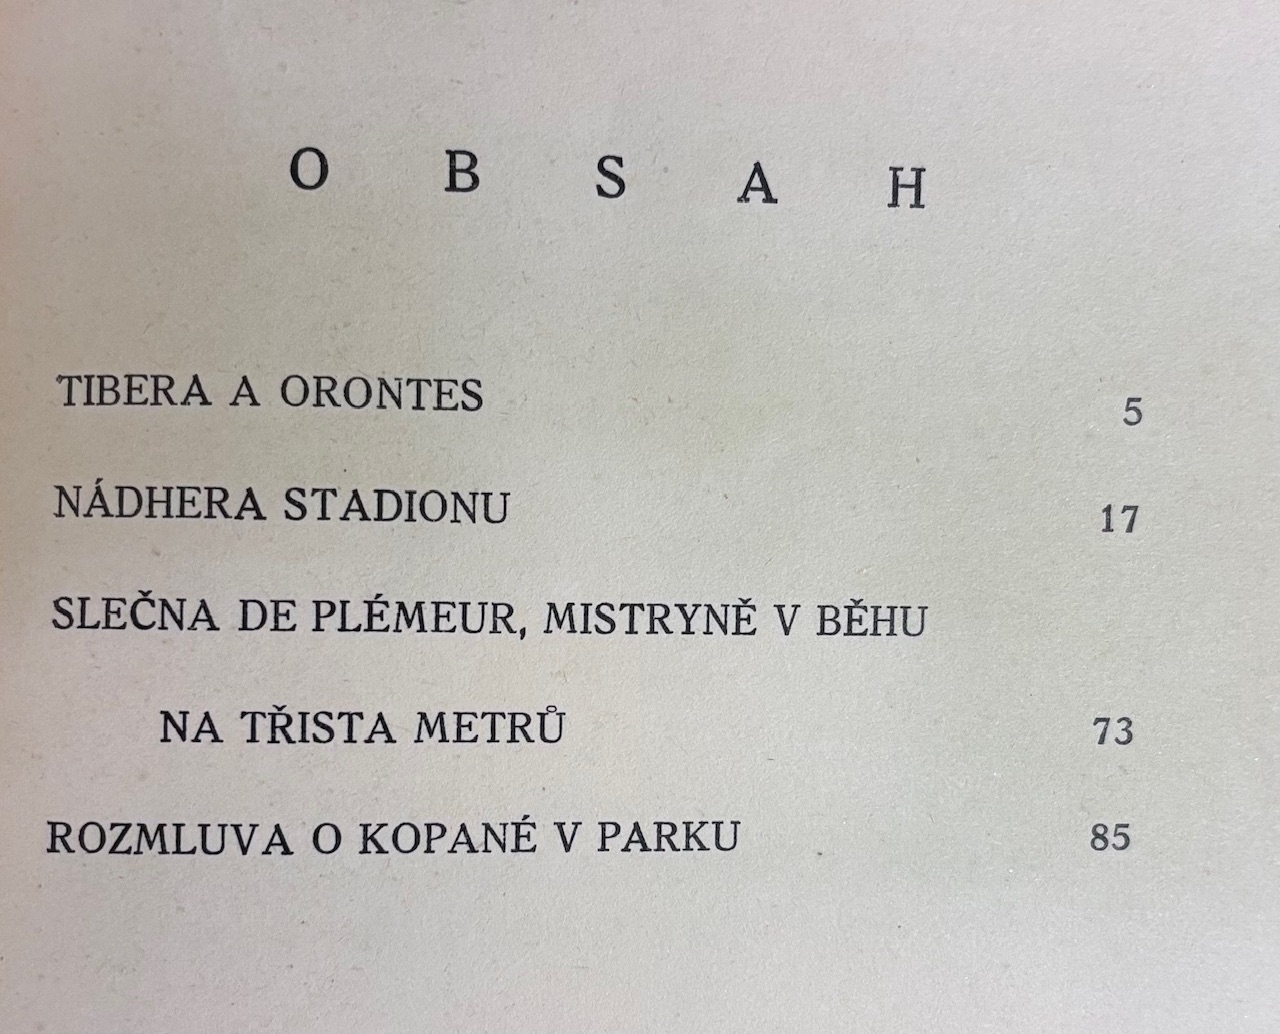 OBSAH
TIBERA A ORONTES 5
NÁDHERA STADIONU 17
SLEČNA DE PLÉMEUR, MISTRYNĚ V BĚHU
NA TŘISTA METRŮ 73
ROZMLUVA O KOPANÉ V PARKU 85